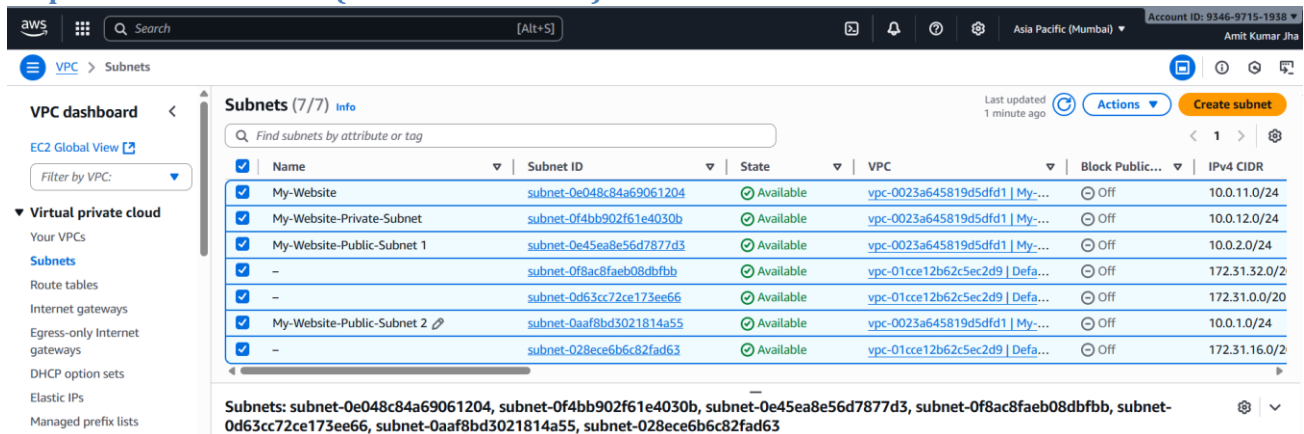 aws
Search
[Alt+S]
Account ID: 9346-9715-1938
Asia Pacific (Mumbai)
Amit Kumar Jha
VPC > Subnets
VPC dashboard
EC2 Global View
Filter by VPC:
Virtual private cloud
Your VPCs
Subnets
Route tables
Internet gateways
Egress-only Internet
gateways
DHCP option sets
Elastic IPs
Managed prefix lists
Subnets (7/7) Info
Last updated
1 minute ago
Actions
Create subnet
Find subnets by attribute or tag
1
Name Subnet ID State VPC Block Public... IPv4 CIDR
My-Website subnet-0e048c84a69061204 Available vpc-0023a645819d5dfd1 | My-... Off 10.0.11.0/24
My-Website-Private-Subnet subnet-0f4bb902f61e4030b Available vpc-0023a645819d5dfd1 | My-... Off 10.0.12.0/24
My-Website-Public-Subnet 1 subnet-0e45ea8e56d7877d3 Available vpc-0023a645819d5dfd1 | My-... Off 10.0.2.0/24
– subnet-0f8ac8faeb08dbfbb Available vpc-01cce12b62c5ec2d9 | Defa... Off 172.31.32.0/2
– subnet-0d63cc72ce173ee66 Available vpc-01cce12b62c5ec2d9 | Defa... Off 172.31.0.0/20
My-Website-Public-Subnet 2 subnet-0aaf8bd3021814a55 Available vpc-0023a645819d5dfd1 | My-... Off 10.0.1.0/24
– subnet-028ece6b6c82fad63 Available vpc-01cce12b62c5ec2d9 | Defa... Off 172.31.16.0/2
Subnets: subnet-0e048c84a69061204, subnet-0f4bb902f61e4030b, subnet-0e45ea8e56d7877d3, subnet-0f8ac8faeb08dbfbb, subnet-
0d63cc72ce173ee66, subnet-0aaf8bd3021814a55, subnet-028ece6b6c82fad63